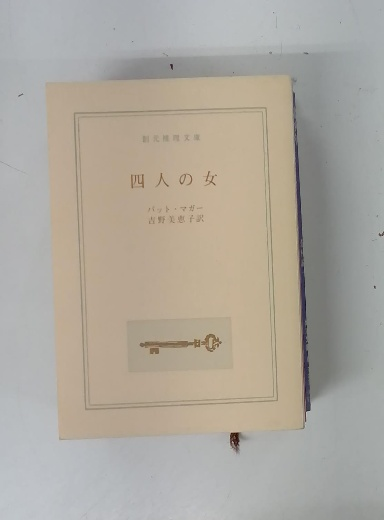 創元推理文庫
四人の女
パット・マガー
吉野美恵子訳